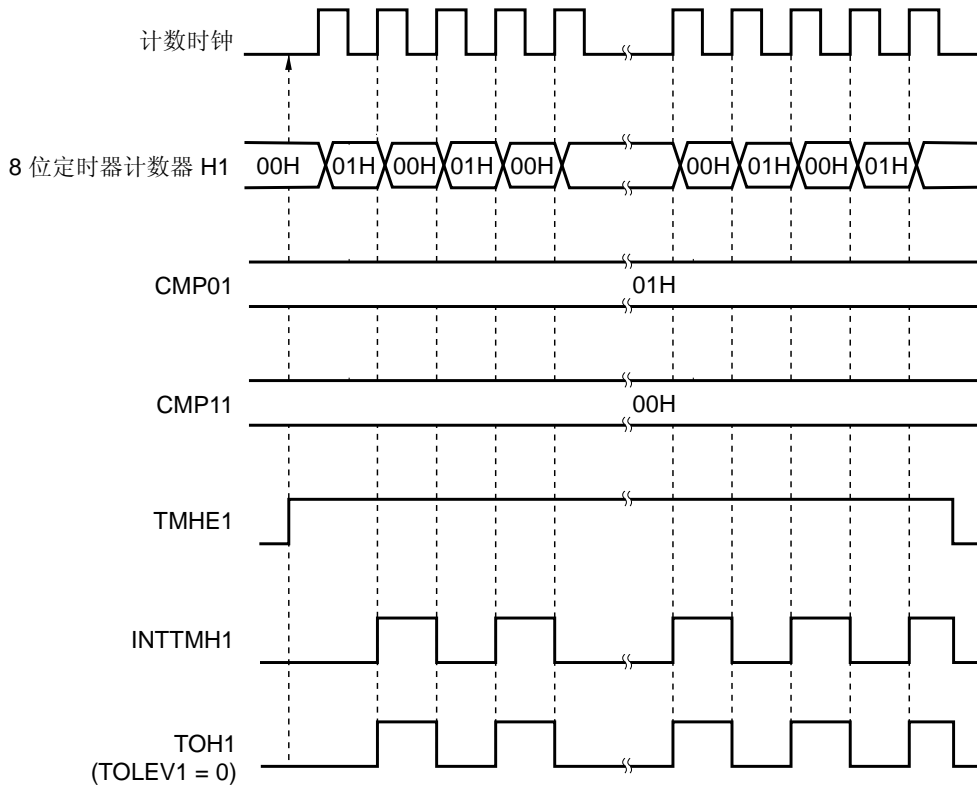 计数时钟
8 位定时器计数器 H1 00H 01H 00H 01H 00H 00H 01H 00H 01H
CMP01 01H
CMP11 00H
TMHE1
INTTMH1
TOH1
(TOLEV1 = 0)